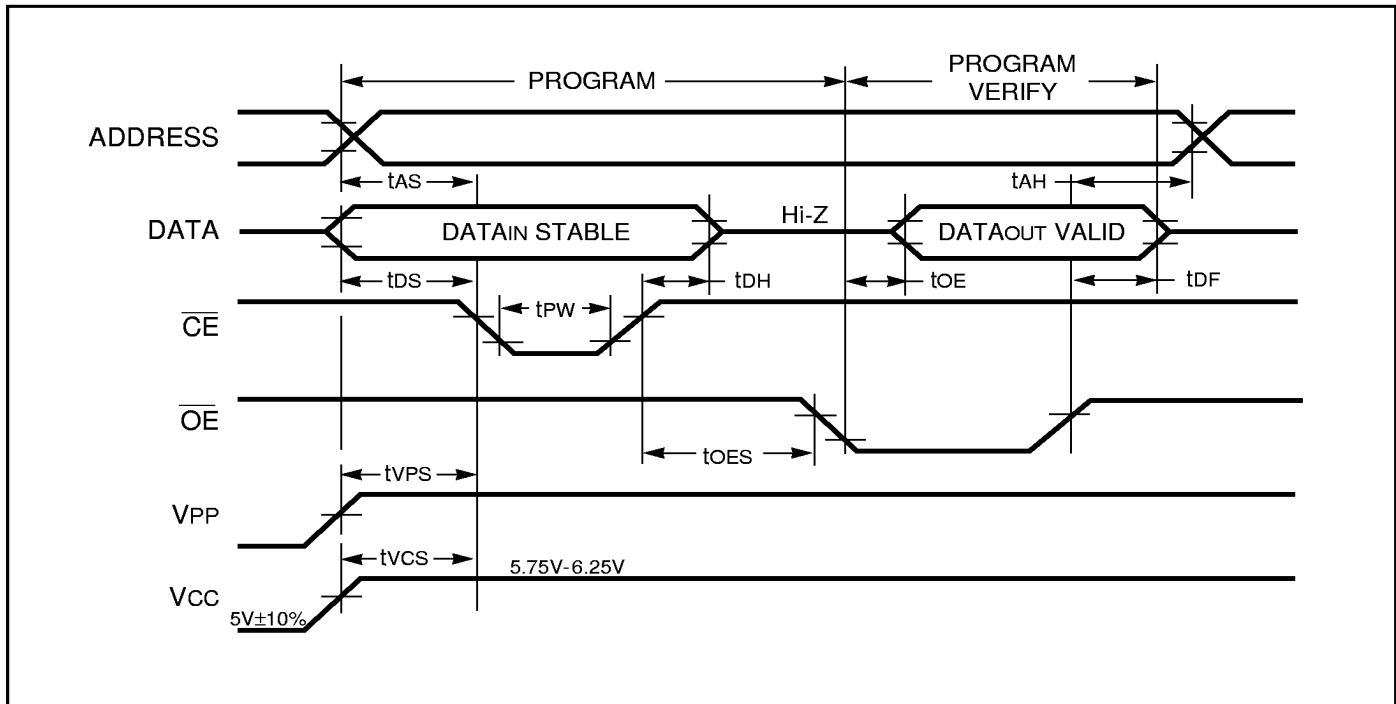 PROGRAM
PROGRAM
VERIFY
ADDRESS
tAS
tAH
DATA
DATAIN STABLE
Hi-Z
DATAOUT VALID
tDS
tDH
tOE
tDF
CE
tPW
OE
tOES
tVPS
VPP
tVCS
5.75V-6.25V
VCC
5V±10%